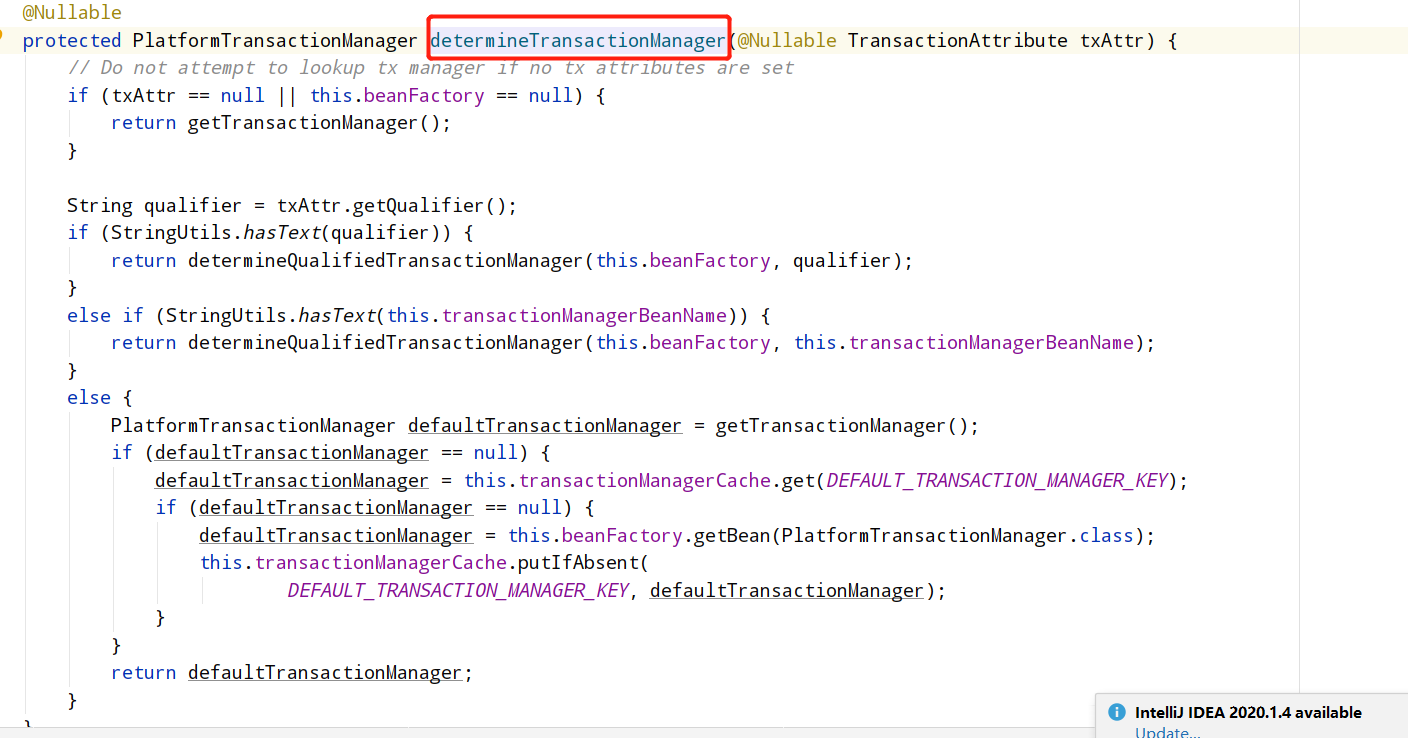 @Nullable
protected PlatformTransactionManager determineTransactionManager(@Nullable TransactionAttribute txAttr) {
// Do not attempt to lookup tx manager if no tx attributes are set
if (txAttr == null || this.beanFactory == null) {
return getTransactionManager();
}
String qualifier = txAttr.getQualifier();
if (StringUtils.hasText(qualifier)) {
return determineQualifiedTransactionManager(this.beanFactory, qualifier);
}
else if (StringUtils.hasText(this.transactionManagerBeanName)) {
return determineQualifiedTransactionManager(this.beanFactory, this.transactionManagerBeanName);
}
else {
PlatformTransactionManager defaultTransactionManager = getTransactionManager();
if (defaultTransactionManager == null) {
defaultTransactionManager = this.transactionManagerCache.get(DEFAULT_TRANSACTION_MANAGER_KEY);
if (defaultTransactionManager == null) {
defaultTransactionManager = this.beanFactory.getBean(PlatformTransactionManager.class);
this.transactionManagerCache.putIfAbsent(
DEFAULT_TRANSACTION_MANAGER_KEY, defaultTransactionManager);
}
}
return defaultTransactionManager;
}
}
IntelliJ IDEA 2020.1.4 available
Update...